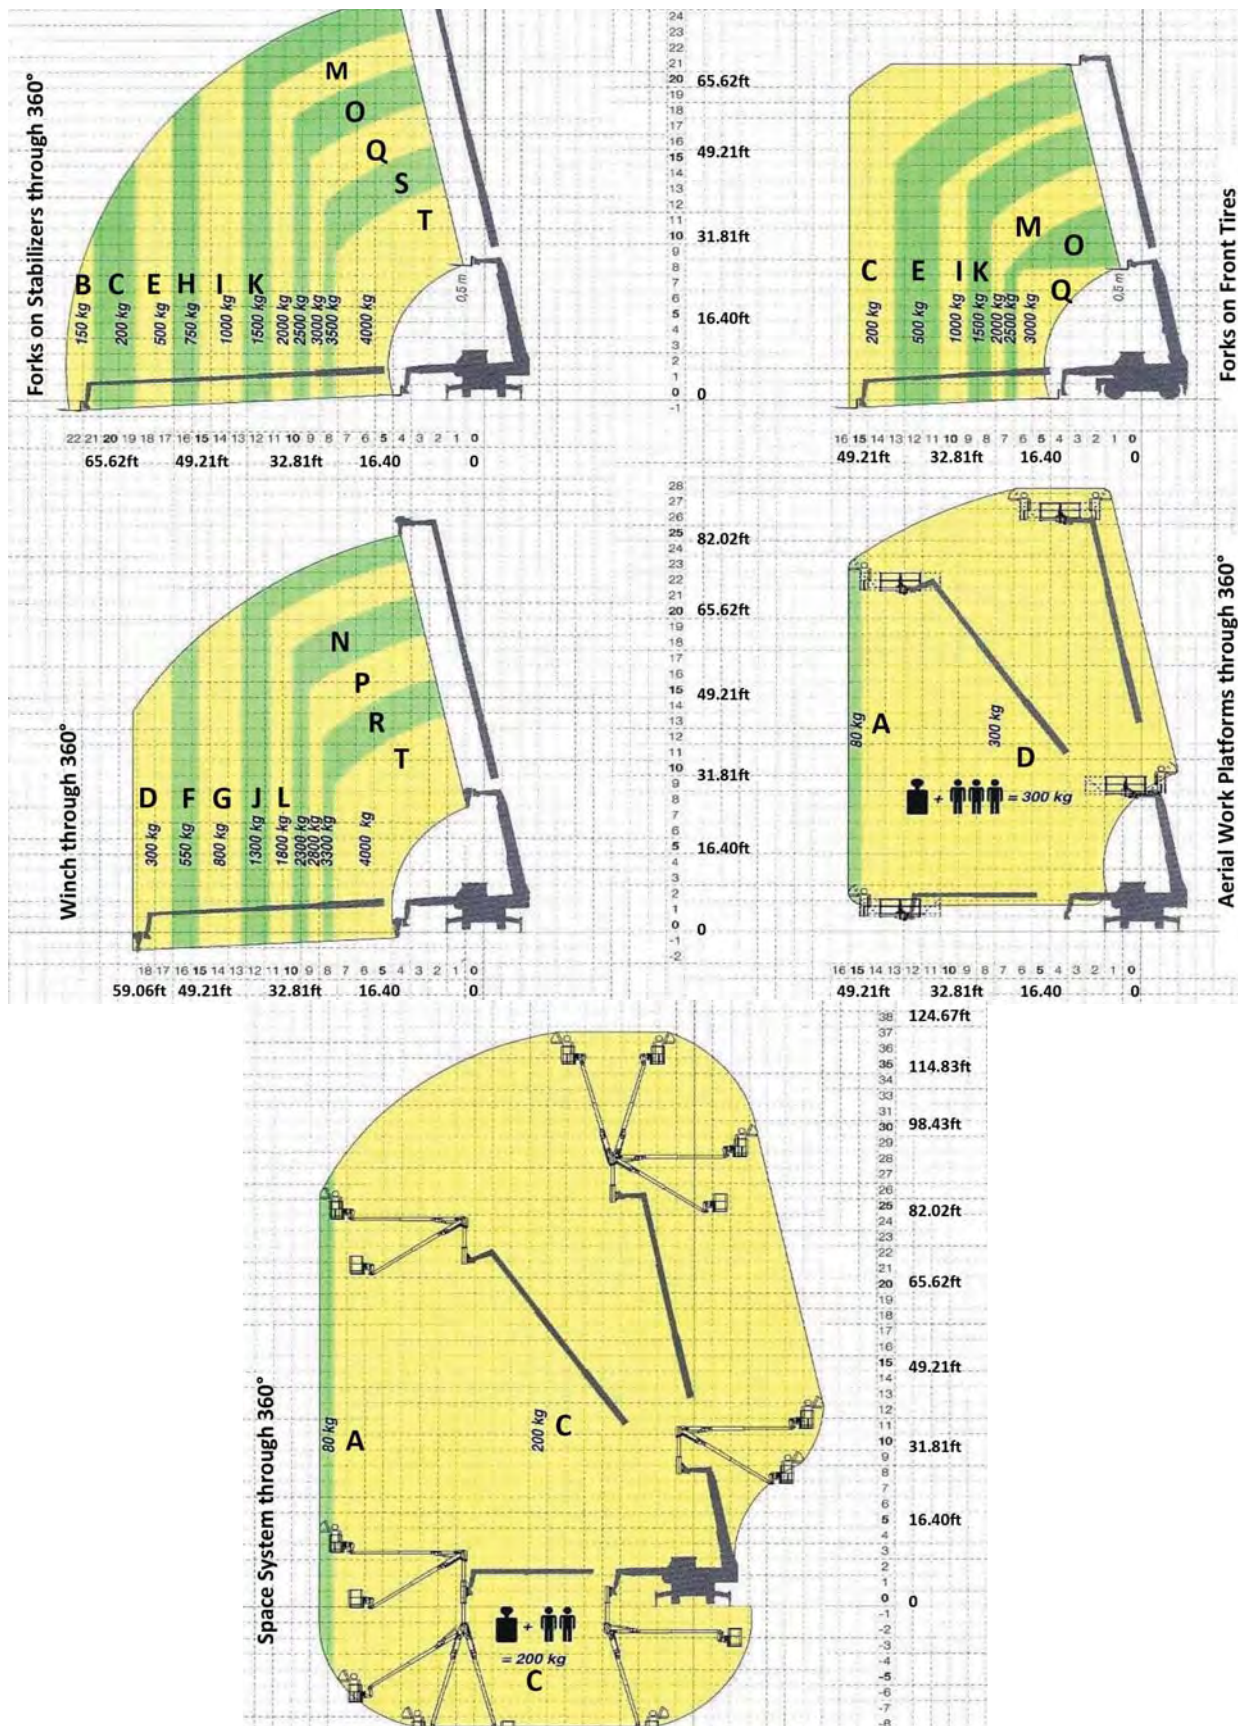 Forks on Stabilizers through 360°
M
O
Q
S
T
B C E H I K
150 kg
200 kg
500 kg
750 kg
1000 kg
1500 kg
2000 kg
2500 kg
3000 kg
3500 kg
4000 kg
0,5 m
22 21 20 19 18 17 16 15 14 13 12 11 10 9 8 7 6 5 4 3 2 1 0
65.62ft 49.21ft 32.81ft 16.40 0
24
23
22
21
20 65.62ft
19
18
17
16
15 49.21ft
14
13
12
11
10 31.81ft
9
8
7
6
5 16.40ft
4
3
2
1
0 0
-1
Forks on Front Tires
M
O
Q
C E I K
200 kg
500 kg
1000 kg
1500 kg
2000 kg
2500 kg
3000 kg
0,5 m
16 15 14 13 12 11 10 9 8 7 6 5 4 3 2 1 0
49.21ft 32.81ft 16.40 0
Winch through 360°
N
P
R
T
D F G J L
300 kg
550 kg
800 kg
1300 kg
1800 kg
2300 kg
2800 kg
3300 kg
4000 kg
18 17 16 15 14 13 12 11 10 9 8 7 6 5 4 3 2 1 0
59.06ft 49.21ft 32.81ft 16.40 0
28
27
26
25 82.02ft
24
23
22
21
20 65.62ft
19
18
17
16
15 49.21ft
14
13
12
11
10 31.81ft
9
8
7
6
5 16.40ft
4
3
2
1
0 0
-1
-2
Aerial Work Platforms through 360°
80 kg
A
300 kg
D
+ = 300 kg
16 15 14 13 12 11 10 9 8 7 6 5 4 3 2 1 0
49.21ft 32.81ft 16.40 0
Space System through 360°
80 kg
A
200 kg
C
+
= 200 kg
C
38 124.67ft
37
36
35 114.83ft
34
33
31
30 98.43ft
29
28
27
26
25 82.02ft
24
23
22
21
20 65.62ft
19
18
17
16
15 49.21ft
14
13
12
11
10 31.81ft
9
8
7
6
5 16.40ft
4
3
2
1
0 0
-1
-2
-3
-4
-5
-6
-7
-8